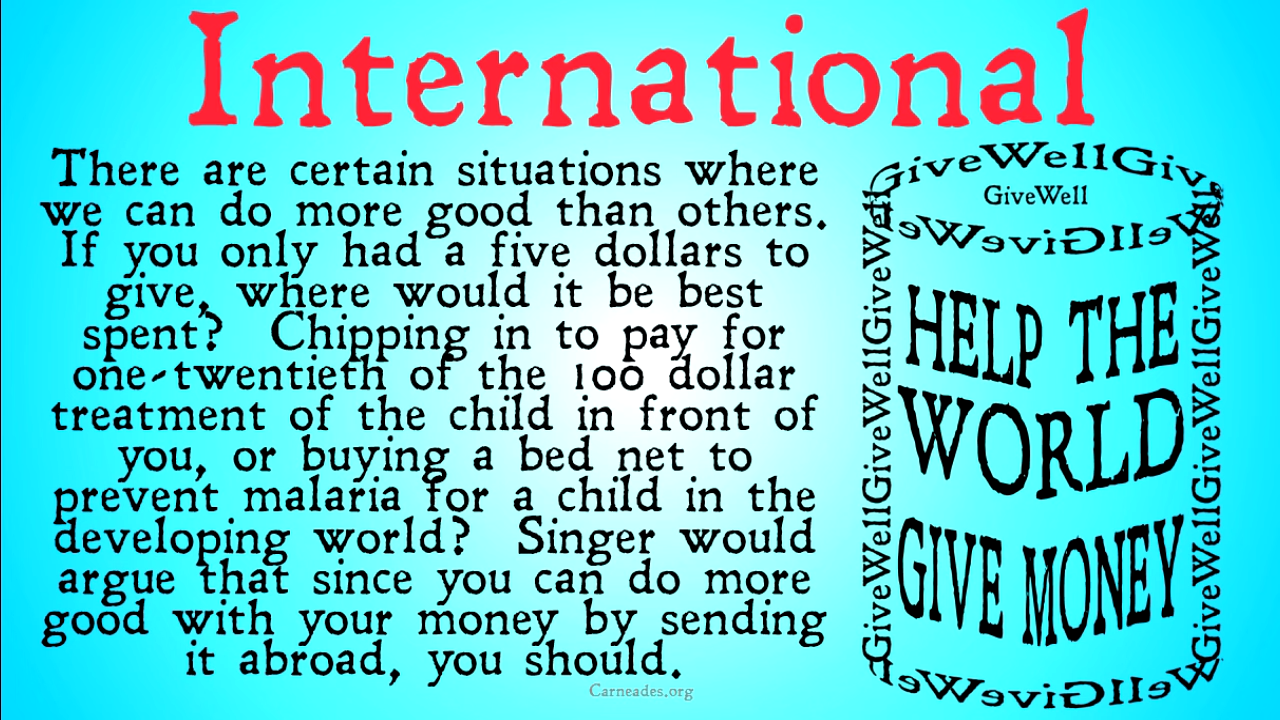 International
There are certain situations where
we can do more good than others.
If you only had a five dollars to
give, where would it be best
spent?  Chipping in to pay for
one-twentieth of the 100 dollar
treatment of the child in front of
you, or buying a bed net to
prevent malaria for a child in the
developing world?  Singer would
argue that since you can do more
good with your money by sending
it abroad, you should.
GiveWellGiveWell
GiveWell
GiveWellGiveWell
HELP THE
WORLD
GIVE MONEY
GiveWellGiveWellGiveWellGiveWell
GiveWellGiveWellGiveWellGiveWell
GiveWellGiveWell
Carneades.org